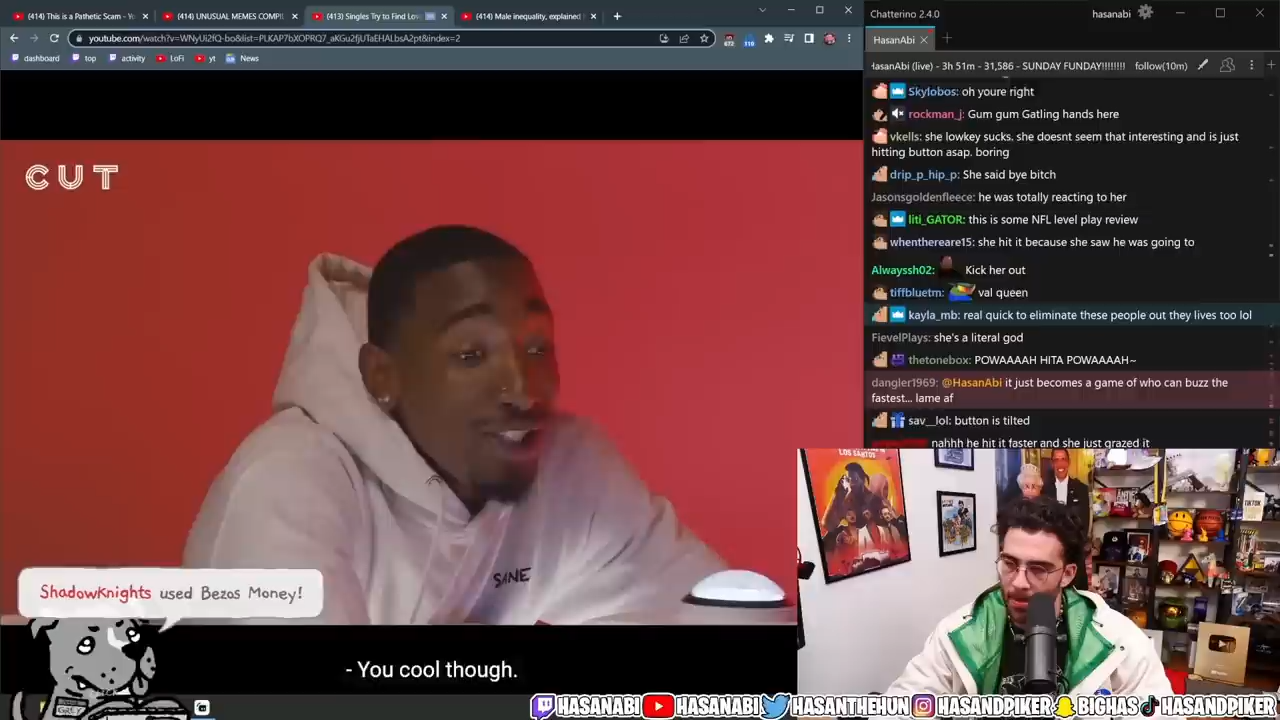 (414) This is a Pathetic Scam - Yo
(414) UNUSUAL MEMES COMPIL
(413) Singles Try to Find Lov
(414) Male inequality, explained
youtube.com/watch?v=WNyUi2fQ-bo&list=PLKAP7bXOPRQ7_aKGu2fjUTaEHALbsA2pt&index=2
dashboard
top
activity
LoFi
yt
News
CUT
SANE
ShadowKnights used Bezos Money!
- You cool though.
Chatterino 2.4.0
hasanabi
HasanAbi
HasanAbi (live) - 3h 51m - 31,586 - SUNDAY FUNDAY!!!!!!!!
follow(10m)
Skylobos: oh youre right
rockman_j: Gum gum Gatling hands here
vkells: she lowkey sucks. she doesnt seem that interesting and is just
hitting button asap. boring
drip_p_hip_p: She said bye bitch
Jasonsgoldenfleece: he was totally reacting to her
liti_GATOR: this is some NFL level play review
whenthereare15: she hit it because she saw he was going to
Alwayssh02: Kick her out
tiffbluetm: val queen
kayla_mb: real quick to eliminate these people out they lives too lol
FievelPlays: she's a literal god
thetonebox: POWAAAAH HITA POWAAAAH~
dangler1969: @HasanAbi it just becomes a game of who can buzz the
fastest... lame af
sav__lol: button is tilted
nahhh he hit it faster and she just grazed it
LOS SANTOS
HASANABI
HASANABI
HASANTHEHUN
HASANDPIKER
BIGHAS
HASANDPIKER